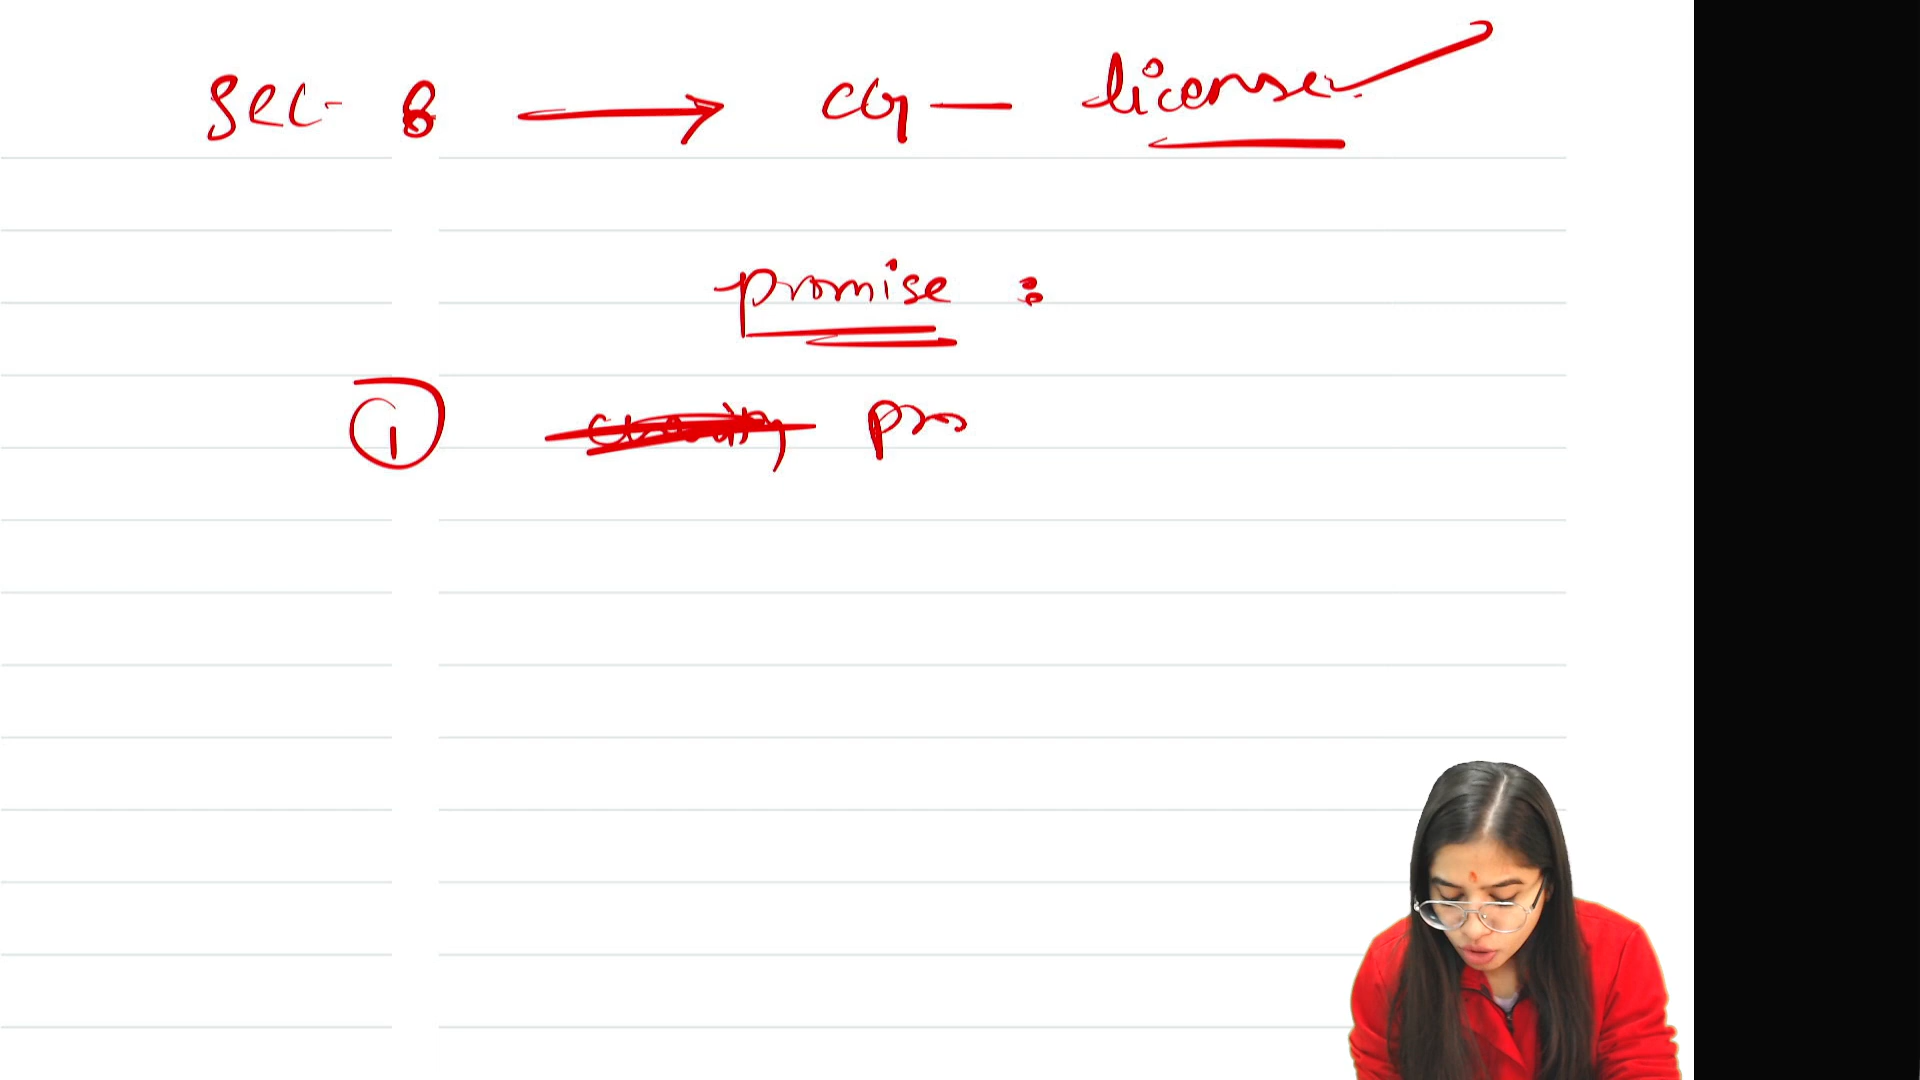 Sec- 8 → CG — license
promise :
① pro